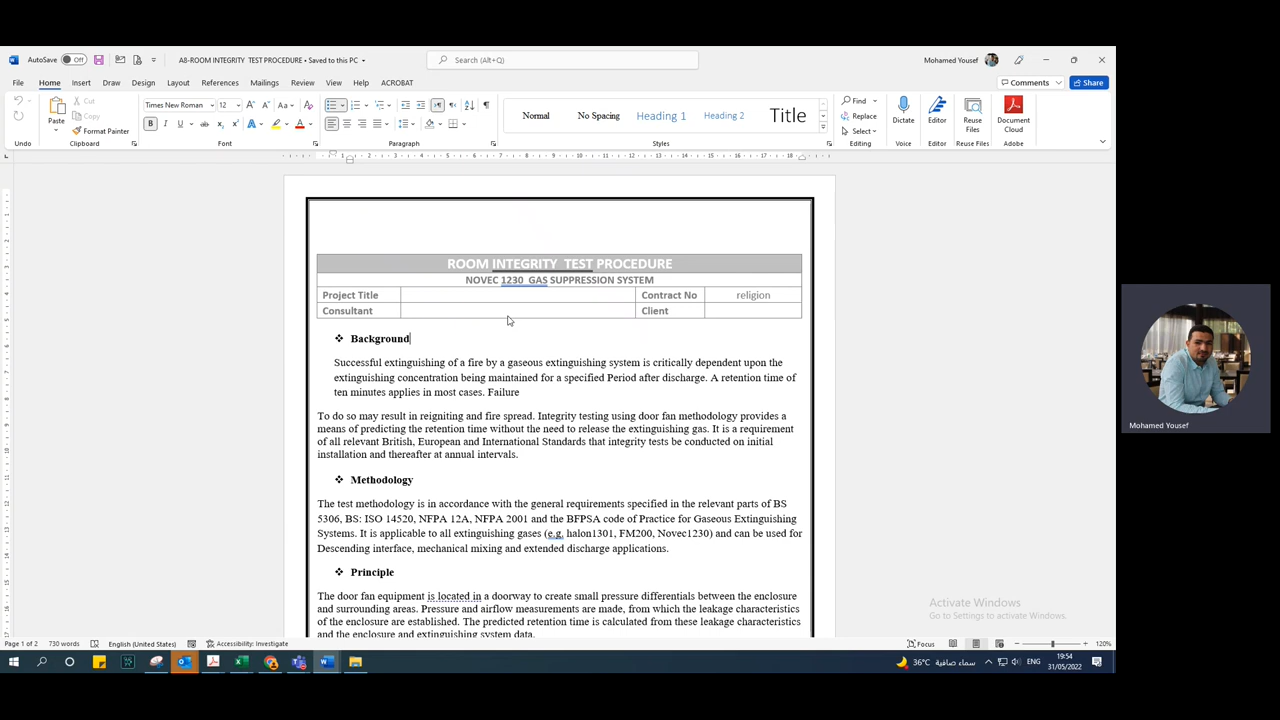 AutoSave Off A8-ROOM INTEGRITY TEST PROCEDURE • Saved to this PC Search (Alt+Q) Mohamed Yousef
File Home Insert Draw Design Layout References Mailings Review View Help ACROBAT Comments Share
Paste Cut Copy Format Painter
Times New Roman 12
Normal No Spacing Heading 1 Heading 2 Title
Find Replace Select
Dictate Editor Reuse Files Document Cloud
Undo Clipboard Font Paragraph Styles Editing Voice Editor Reuse Files Adobe
ROOM INTEGRITY TEST PROCEDURE
NOVEC 1230 GAS SUPPRESSION SYSTEM
Project Title Contract No religion
Consultant Client
Background
Successful extinguishing of a fire by a gaseous extinguishing system is critically dependent upon the
extinguishing concentration being maintained for a specified Period after discharge. A retention time of
ten minutes applies in most cases. Failure
To do so may result in reigniting and fire spread. Integrity testing using door fan methodology provides a
means of predicting the retention time without the need to release the extinguishing gas. It is a requirement
of all relevant British, European and International Standards that integrity tests be conducted on initial
installation and thereafter at annual intervals.
Methodology
The test methodology is in accordance with the general requirements specified in the relevant parts of BS
5306, BS: ISO 14520, NFPA 12A, NFPA 2001 and the BFPSA code of Practice for Gaseous Extinguishing
Systems. It is applicable to all extinguishing gases (e.g. halon1301, FM200, Novec1230) and can be used for
Descending interface, mechanical mixing and extended discharge applications.
Principle
The door fan equipment is located in a doorway to create small pressure differentials between the enclosure
and surrounding areas. Pressure and airflow measurements are made, from which the leakage characteristics
of the enclosure are established. The predicted retention time is calculated from these leakage characteristics
and the enclosure and extinguishing system data.
Mohamed Yousef
Activate Windows
Go to Settings to activate Windows.
Page 1 of 2 730 words English (United States) Accessibility: Investigate Focus 120%
36°C سماء صافية ENG 19:54
31/05/2022